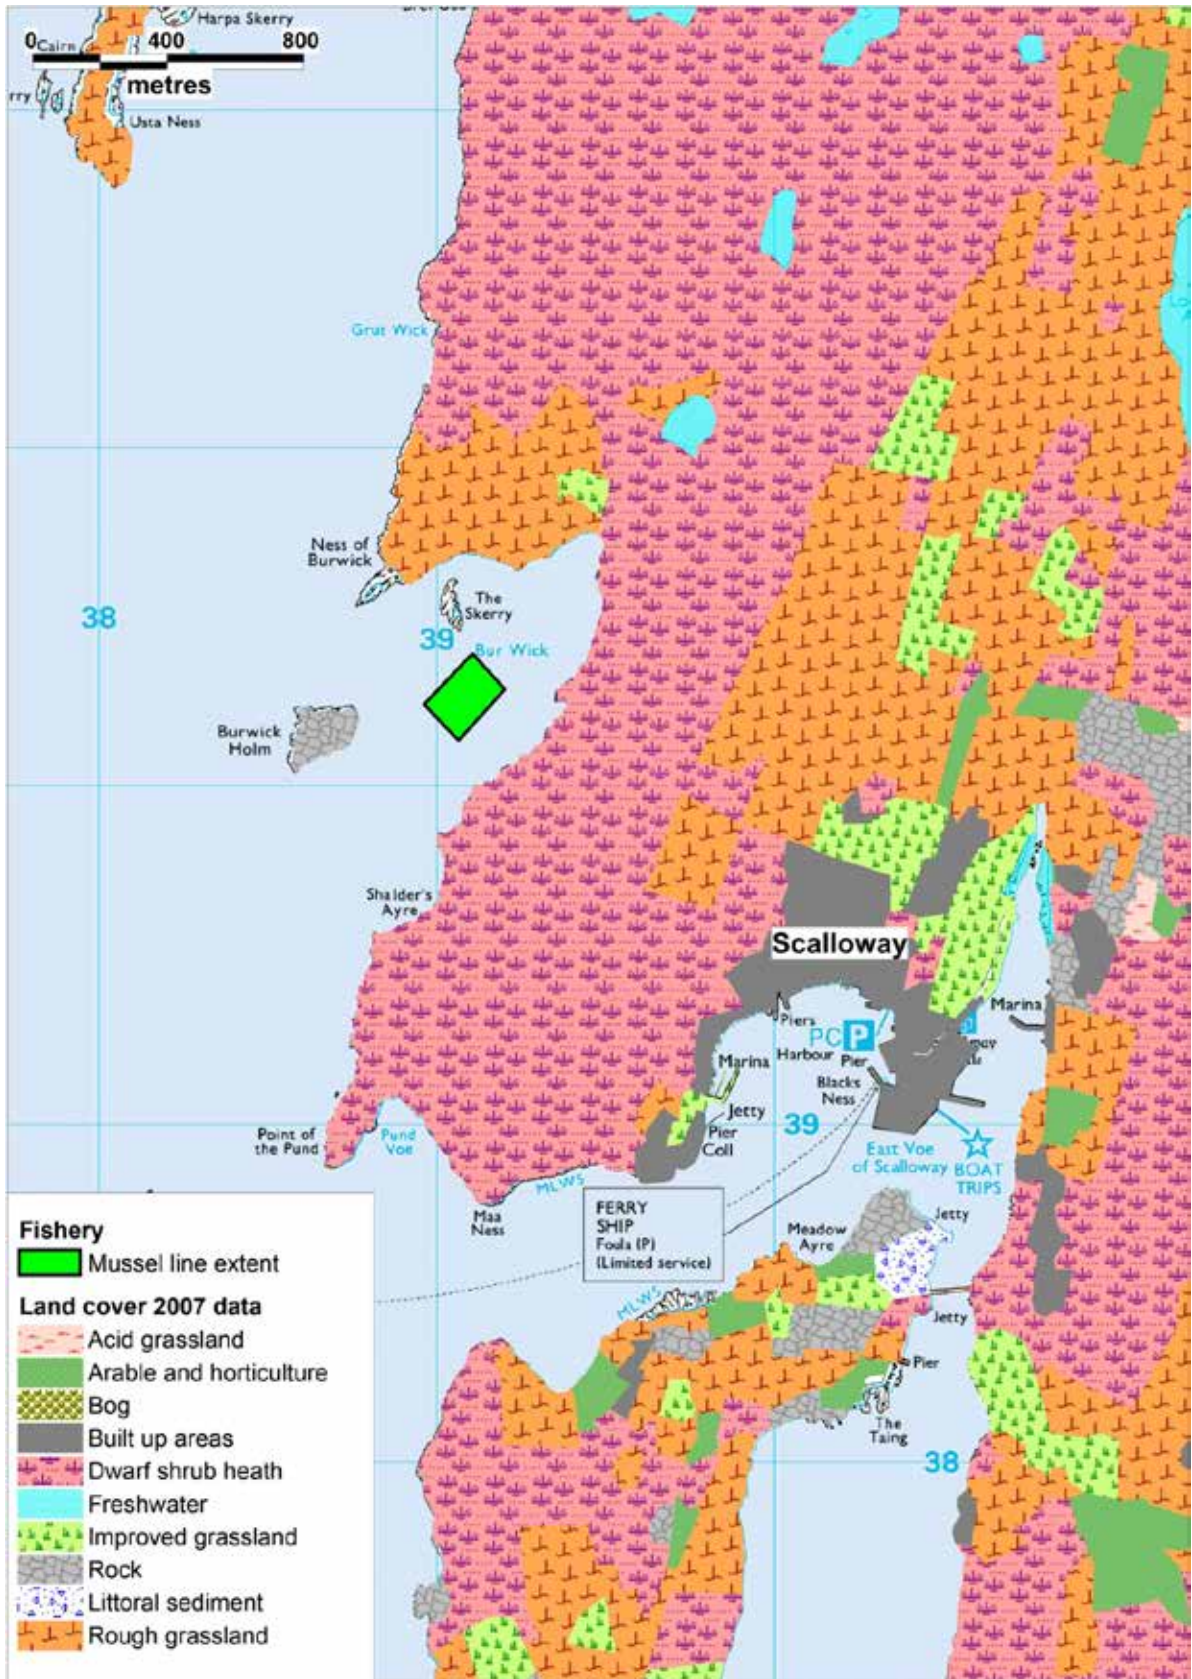 Harpa Skerry
0 400 800
Cairn
metres
rry
Usta Ness
Grut Wick
Ness of
Burwick
The
Skerry
38
39
Bur Wick
Burwick
Holm
Shalder's
Ayre
Scalloway
Piers
Marina
PC P
Harbour
Pier
Marina
Blacks
Ness
Jetty
Pier
Coll
39
Point of
the Pund
Pund
Voe
East Voe
of Scalloway
BOAT
TRIPS
MLWS
Maa
Ness
FERRY
SHIP
Foula (P)
(Limited service)
Meadow
Ayre
Jetty
MLWS
Jetty
Pier
The
Taing
38
Fishery
Mussel line extent
Land cover 2007 data
Acid grassland
Arable and horticulture
Bog
Built up areas
Dwarf shrub heath
Freshwater
Improved grassland
Rock
Littoral sediment
Rough grassland